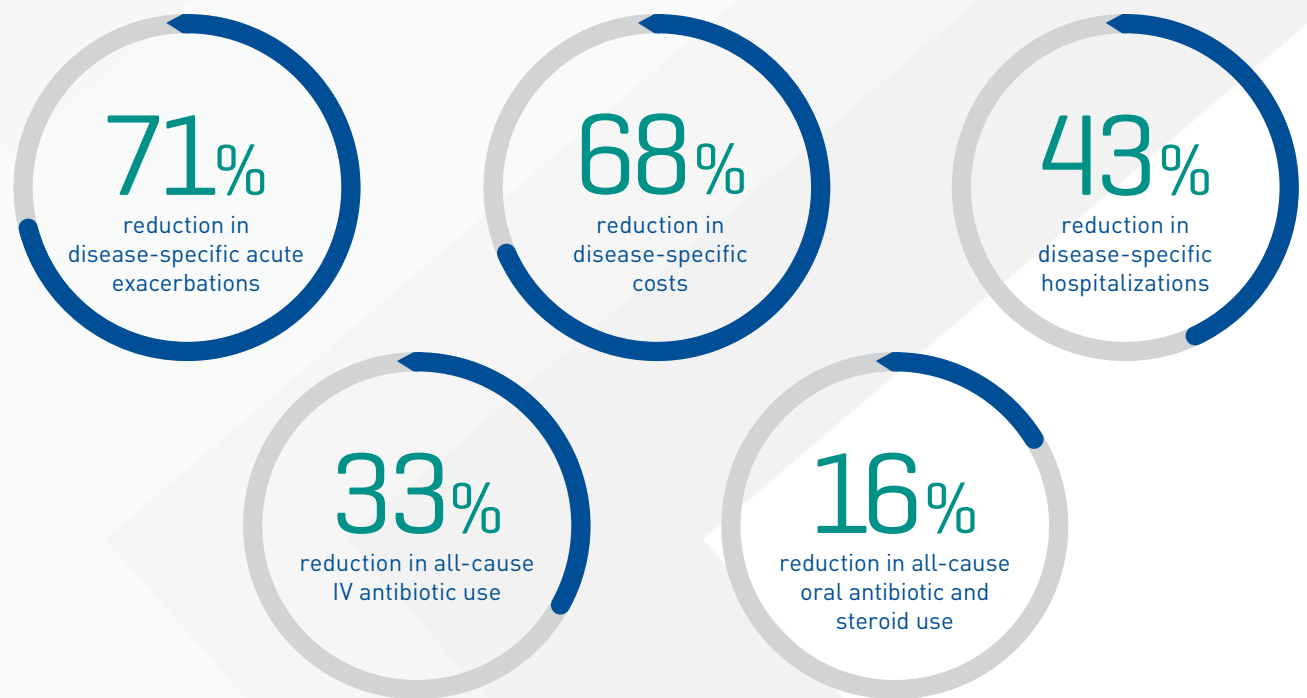 71%
reduction in
disease-specific acute
exacerbations
68%
reduction in
disease-specific
costs
43%
reduction in
disease-specific
hospitalizations
33%
reduction in all-cause
IV antibiotic use
16%
reduction in all-cause
oral antibiotic and
steroid use